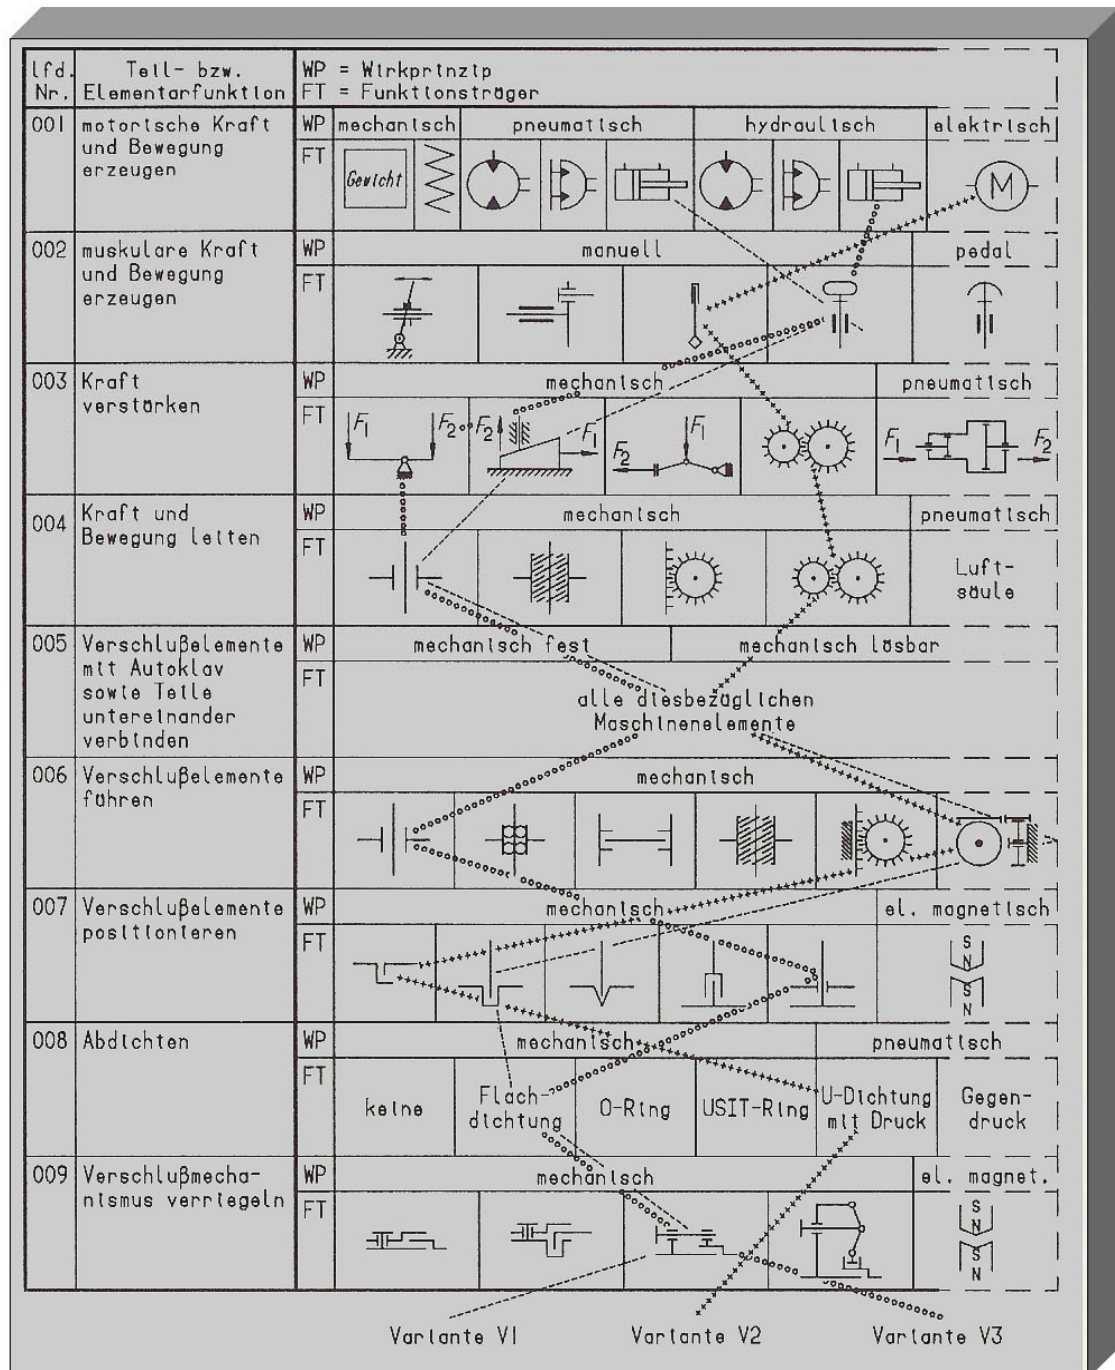 lfd. Nr.
Teil- bzw. Elementarfunktion
WP = Wirkprinzip
FT = Funktionsträger
001
motorische Kraft
und Bewegung
erzeugen
WP
mechanisch
pneumatisch
hydraulisch
elektrisch
FT
Gewicht
M
002
muskulare Kraft
und Bewegung
erzeugen
WP
manuell
pedal
FT
003
Kraft
verstärken
WP
mechanisch
pneumatisch
FT
F1
F2
F2
F1
F2
F1
F1
F2
004
Kraft und
Bewegung leiten
WP
mechanisch
pneumatisch
FT
Luft-
säule
005
Verschlußelemente
mit Autoklav
sowie Teile
untereinander
verbinden
WP
mechanisch fest
mechanisch lösbar
FT
alle diesbezüglichen
Maschinenelemente
006
Verschlußelemente
führen
WP
mechanisch
FT
007
Verschlußelemente
positionieren
WP
mechanisch
el. magnetisch
FT
S
N
S
N
008
Abdichten
WP
mechanisch
pneumatisch
FT
keine
Flach-
dichtung
O-Ring
USIT-Ring
U-Dichtung
mit Druck
Gegen-
druck
009
Verschlußmecha-
nismus verriegeln
WP
mechanisch
el. magnet.
FT
S
N
S
N
Variante V1
Variante V2
Variante V3